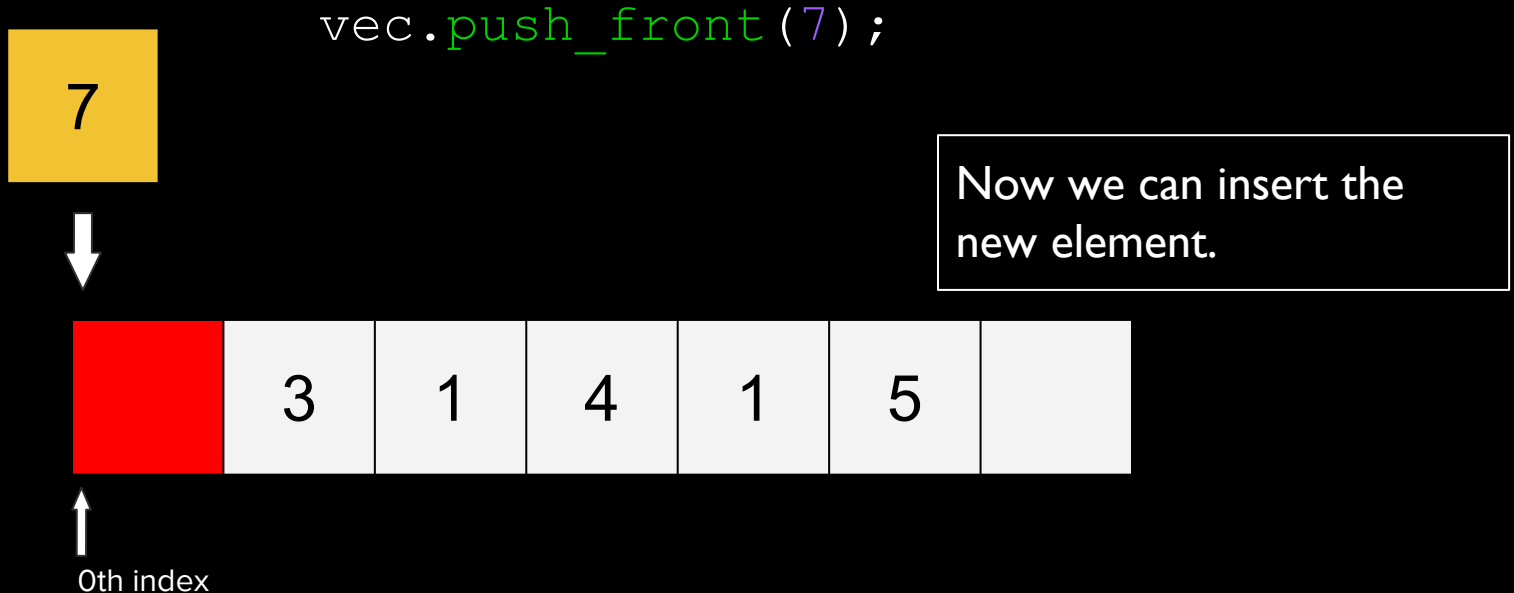 vec.push_front(7);
7
Now we can insert the
new element.
3 1 4 1 5
0th index